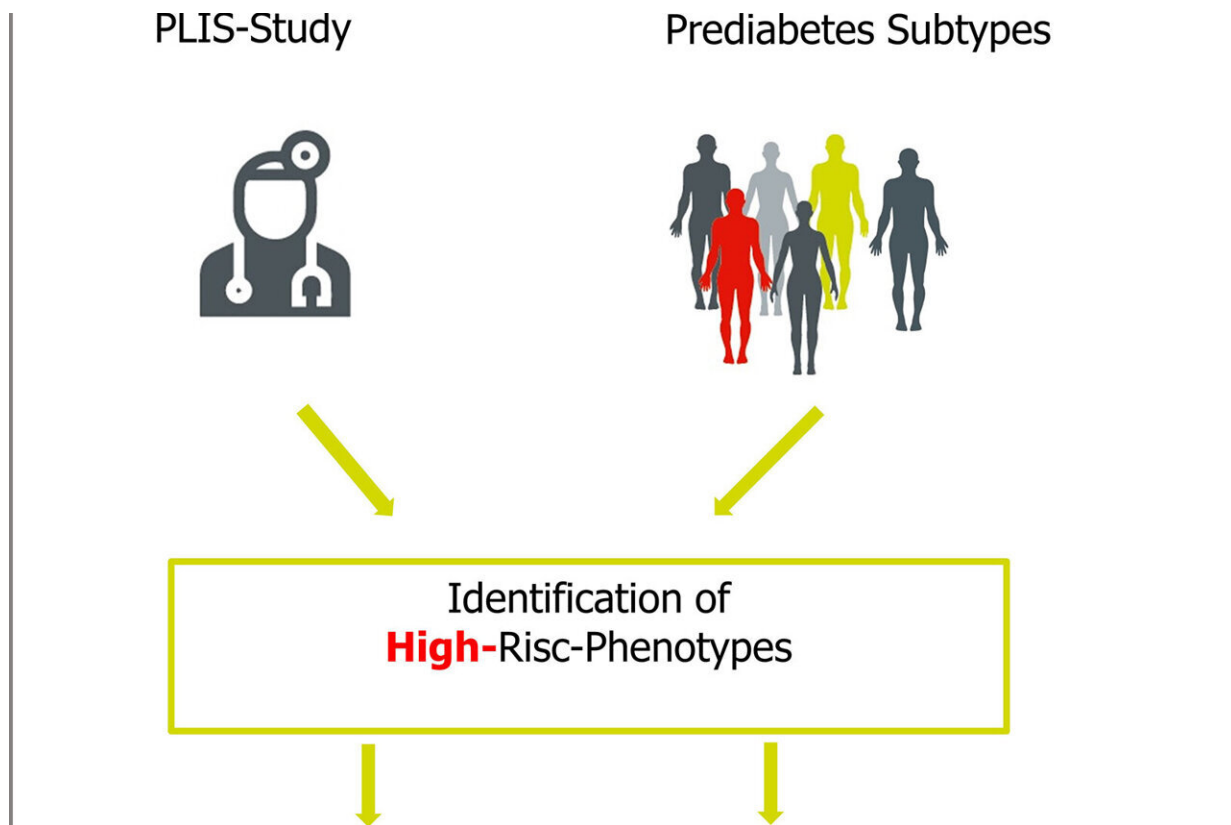 PLIS-Study
Prediabetes Subtypes
Identification of
High-Risc-Phenotypes